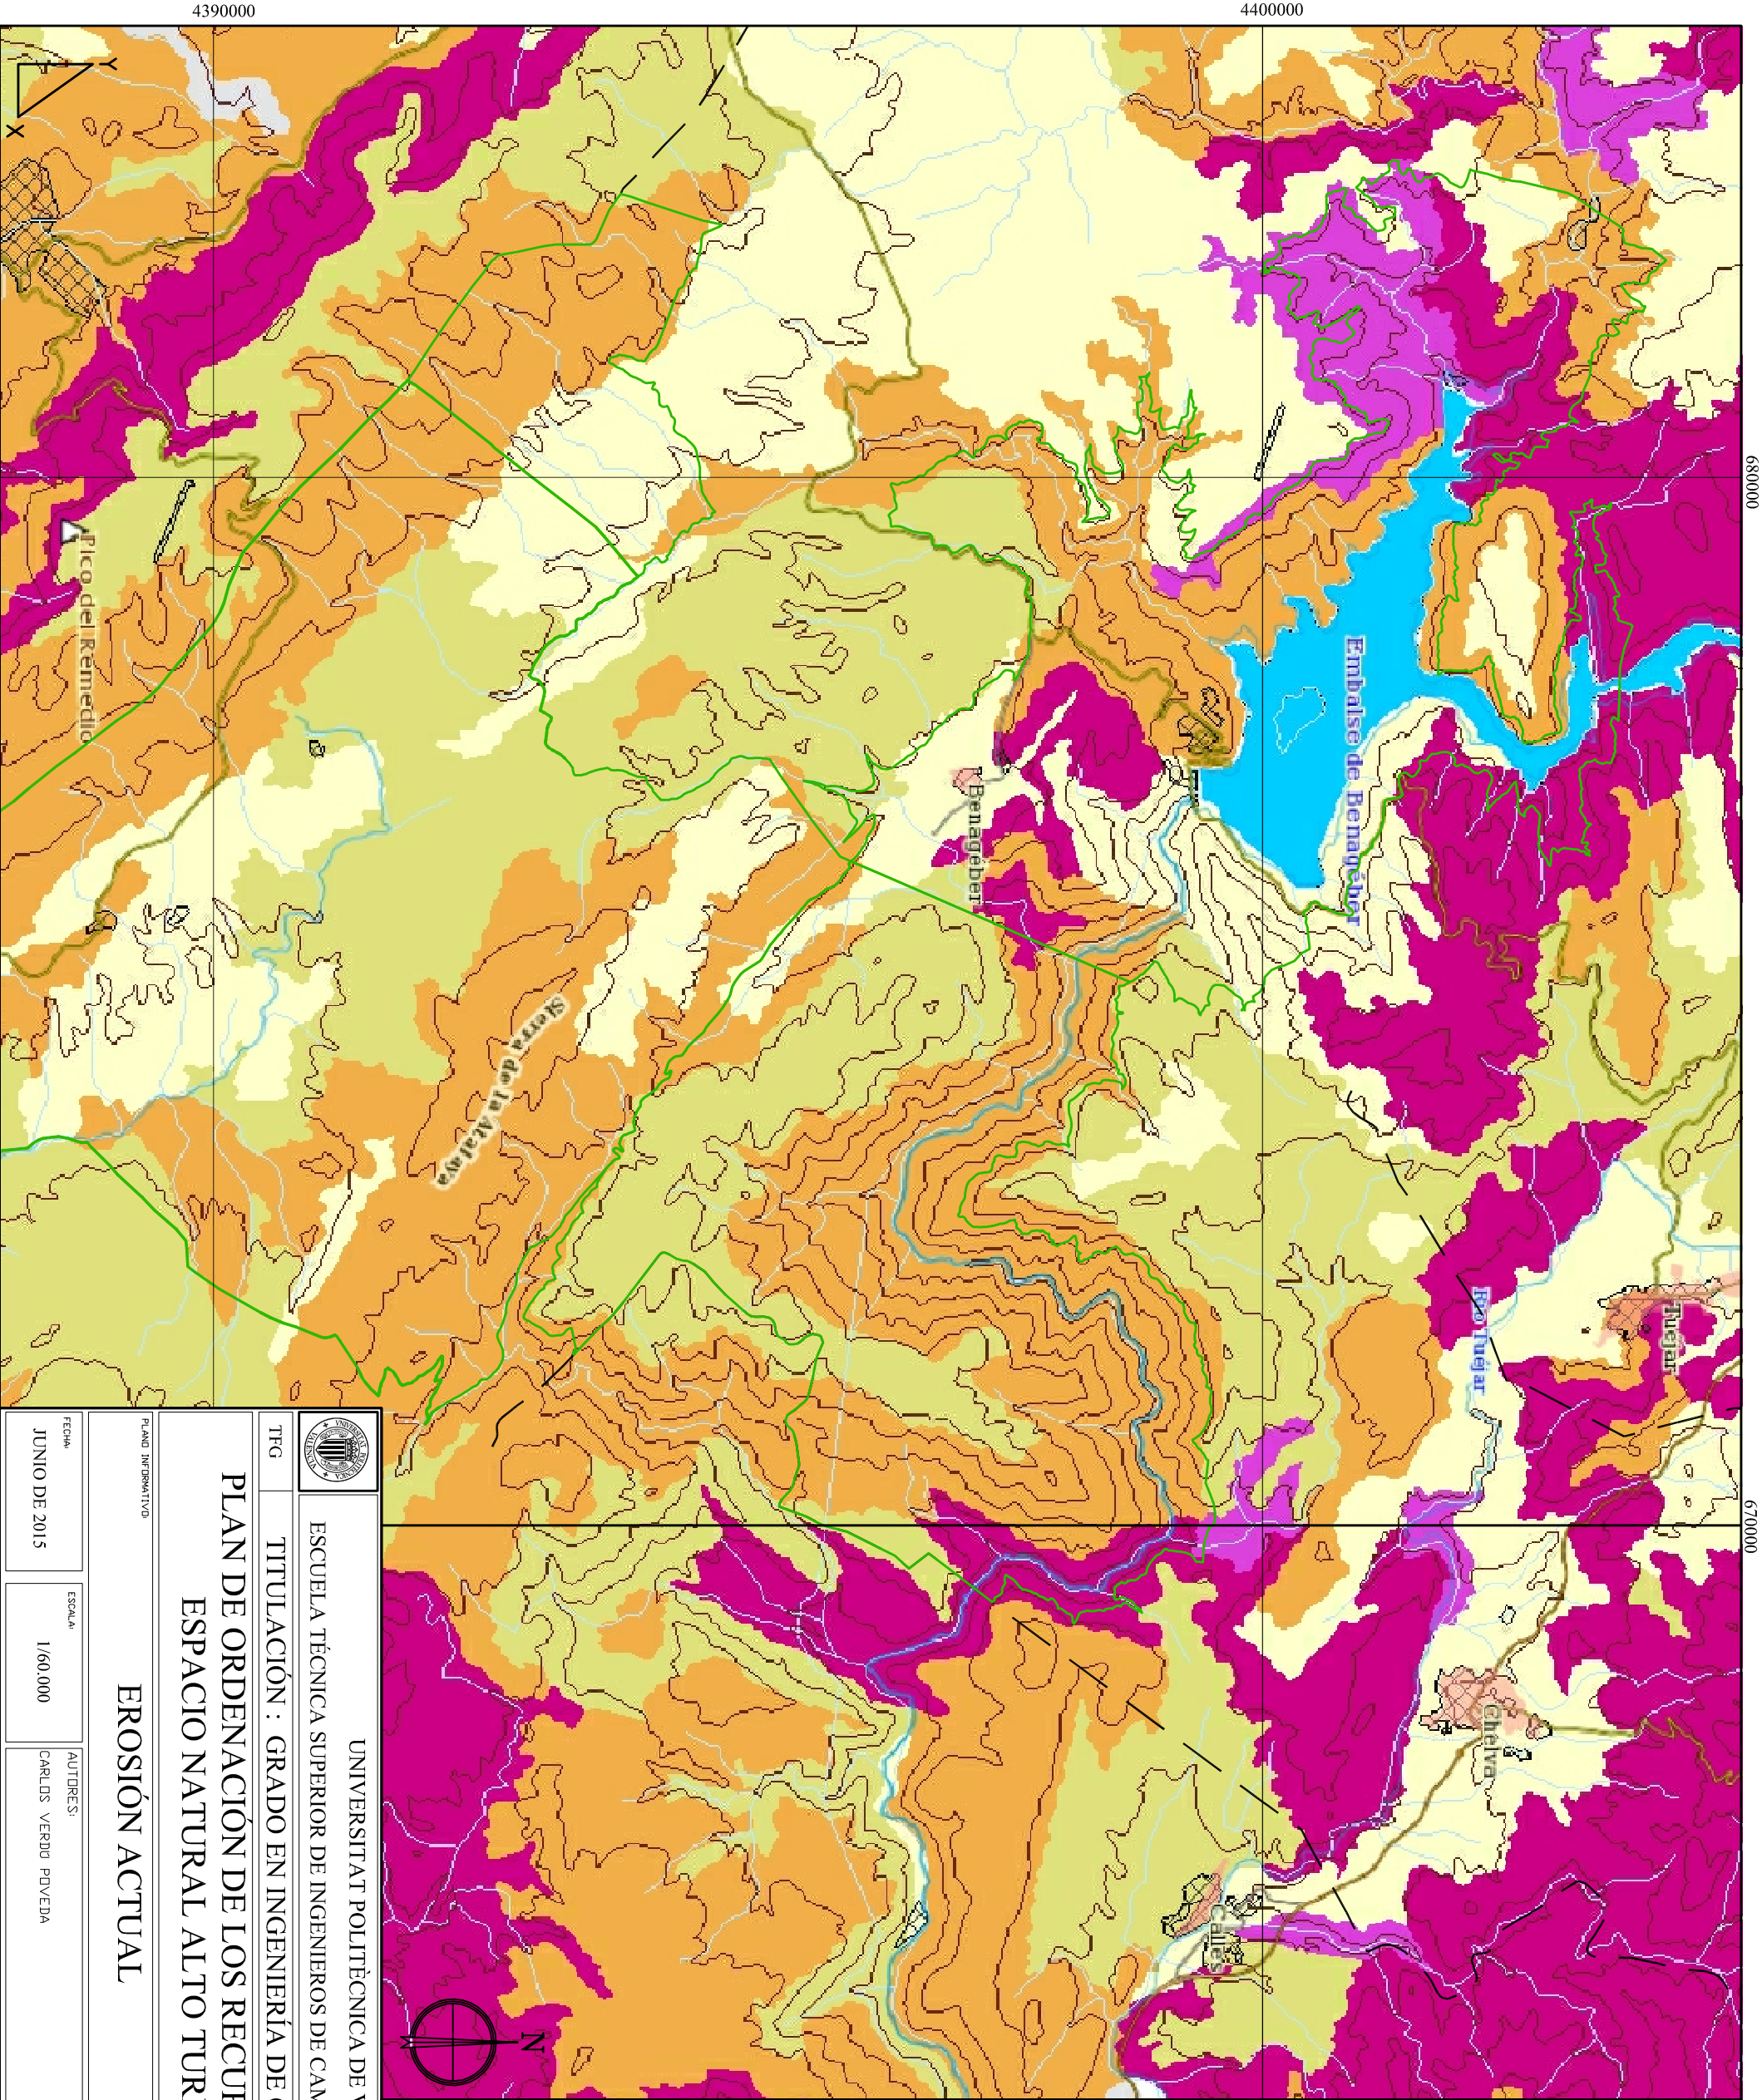 4390000
4400000
680000
670000
Y
X
Pico del Remedio
Embalse de Benagéber
Benagéber
Sierra de la Atalaya
Río Tuéjar
Tuejar
Chelva
Calles
N
UNIVERSITAT POLITÈCNICA DE V
ESCUELA TÉCNICA SUPERIOR DE INGENIEROS DE CAM
TFG
TITULACIÓN : GRADO EN INGENIERÍA DE
PLAN DE ORDENACIÓN DE LOS RECUR
ESPACIO NATURAL ALTO TUR
PLANO INFORMATIVO:
EROSIÓN ACTUAL
FECHA:
JUNIO DE 2015
ESCALA:
1/60.000
AUTORES:
CARLOS VERDÚ POVEDA